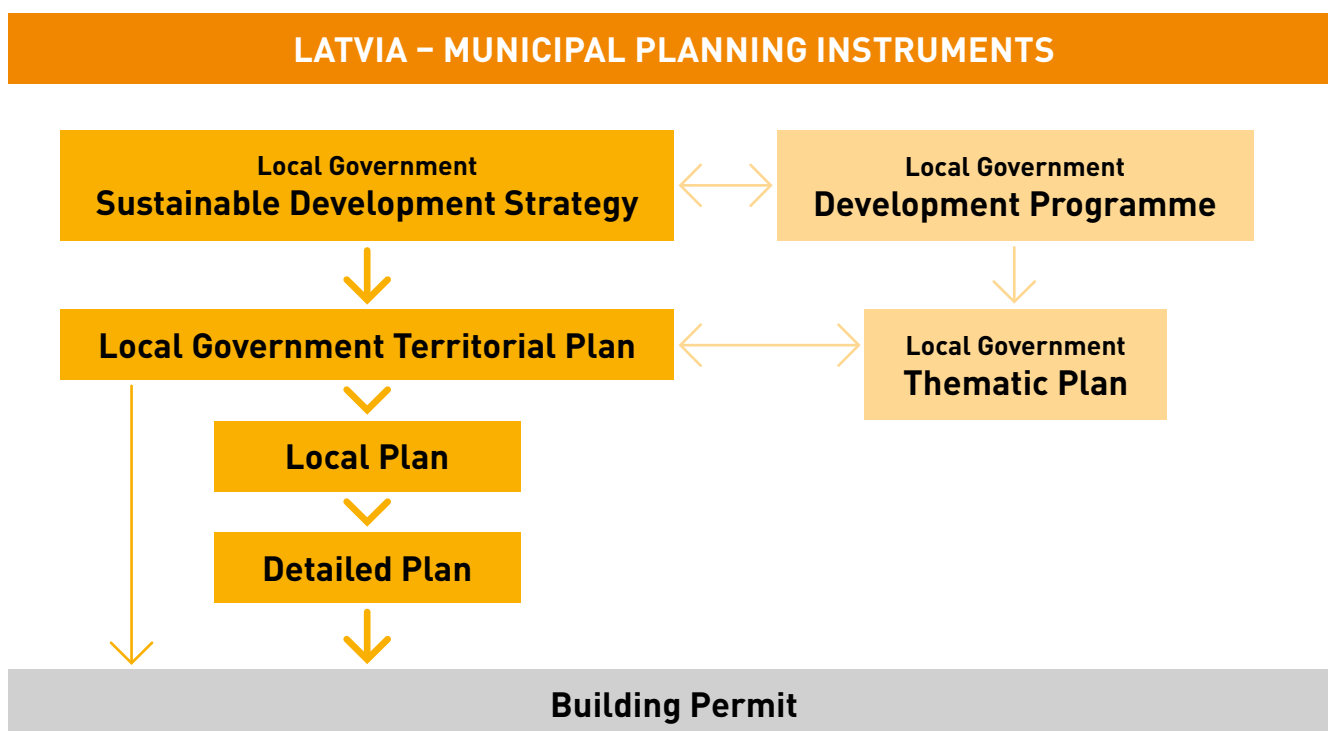 LATVIA – MUNICIPAL PLANNING INSTRUMENTS
Local Government
Sustainable Development Strategy
Local Government
Development Programme
Local Government Territorial Plan
Local Government
Thematic Plan
Local Plan
Detailed Plan
Building Permit